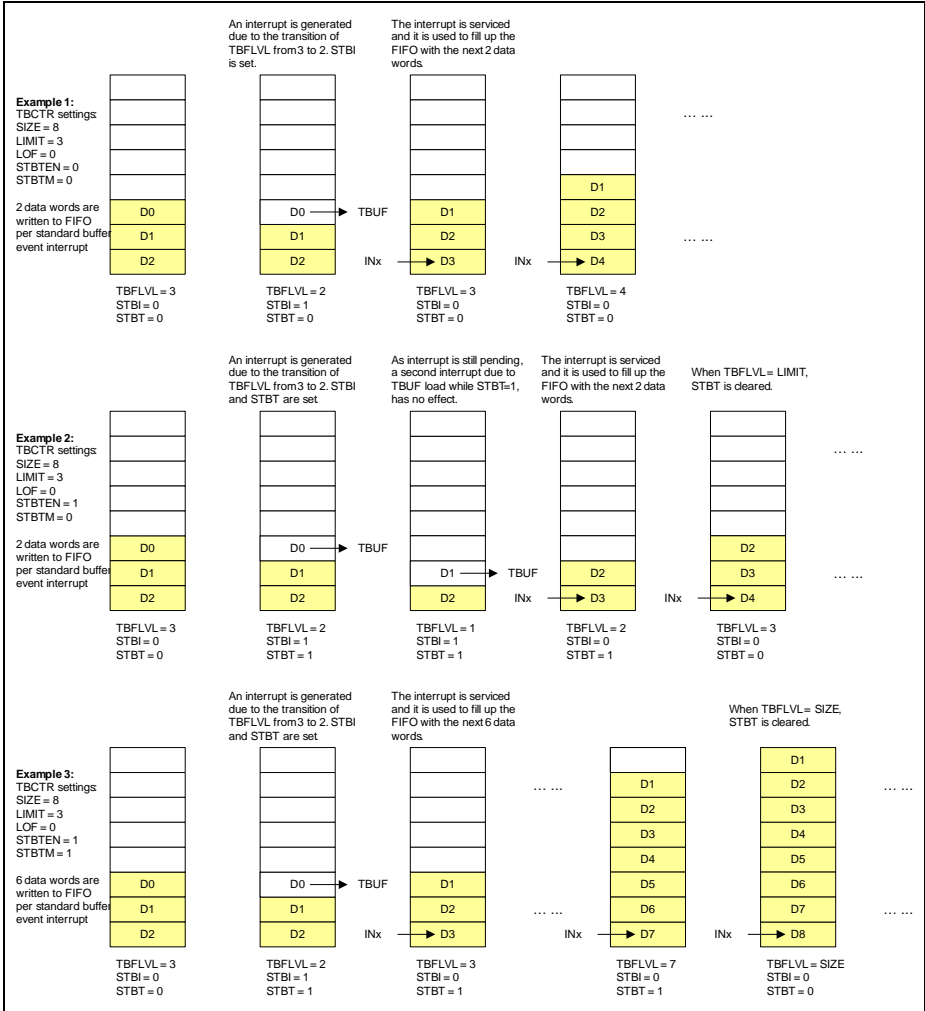 An interrupt is generated
due to the transition of
TBFLVL from 3 to 2. STBI
is set.
The interrupt is serviced
and it is used to fill up the
FIFO with the next 2 data
words.
Example 1:
TBCTR settings:
SIZE = 8
LIMIT = 3
LOF = 0
STBTEN = 0
STBTM = 0
2 data words are
written to FIFO
per standard buffer
event interrupt
D0
D1
D2
TBFLVL = 3
STBI = 0
STBT = 0
D0
TBUF
D1
D2
TBFLVL = 2
STBI = 1
STBT = 0
D1
D2
INx
D3
TBFLVL = 3
STBI = 0
STBT = 0
D1
D2
D3
INx
D4
TBFLVL = 4
STBI = 0
STBT = 0
... ...
... ...
An interrupt is generated
due to the transition of
TBFLVL from 3 to 2. STBI
and STBT are set
As interrupt is still pending,
a second interrupt due to
TBUF load while STBT=1,
has no effect.
The interrupt is serviced
and it is used to fill up the
FIFO with the next 2 data
words.
When TBFLVL = LIMIT,
STBT is cleared.
Example 2:
TBCTR settings:
SIZE = 8
LIMIT = 3
LOF = 0
STBTEN = 1
STBTM = 0
2 data words are
written to FIFO
per standard buffer
event interrupt
D0
D1
D2
TBFLVL = 3
STBI = 0
STBT = 0
D0
TBUF
D1
D2
TBFLVL = 2
STBI = 1
STBT = 1
D1
TBUF
D2
TBFLVL = 1
STBI = 1
STBT = 1
D2
INx
D3
TBFLVL = 2
STBI = 0
STBT = 1
D2
D3
INx
D4
TBFLVL = 3
STBI = 0
STBT = 0
... ...
... ...
An interrupt is generated
due to the transition of
TBFLVL from 3 to 2. STBI
and STBT are set
The interrupt is serviced
and it is used to fill up the
FIFO with the next 6 data
words.
When TBFLVL = SIZE,
STBT is cleared.
Example 3:
TBCTR settings:
SIZE = 8
LIMIT = 3
LOF = 0
STBTEN = 1
STBTM = 1
6 data words are
written to FIFO
per standard buffer
event interrupt
D0
D1
D2
TBFLVL = 3
STBI = 0
STBT = 0
D0
TBUF
D1
D2
TBFLVL = 2
STBI = 1
STBT = 1
D1
D2
INx
D3
TBFLVL = 3
STBI = 0
STBT = 1
... ...
... ...
D1
D2
D3
D4
D5
D6
INx
D7
TBFLVL = 7
STBI = 0
STBT = 1
D1
D2
D3
D4
D5
D6
D7
INx
D8
TBFLVL = SIZE
STBI = 0
STBT = 0
... ...
... ...